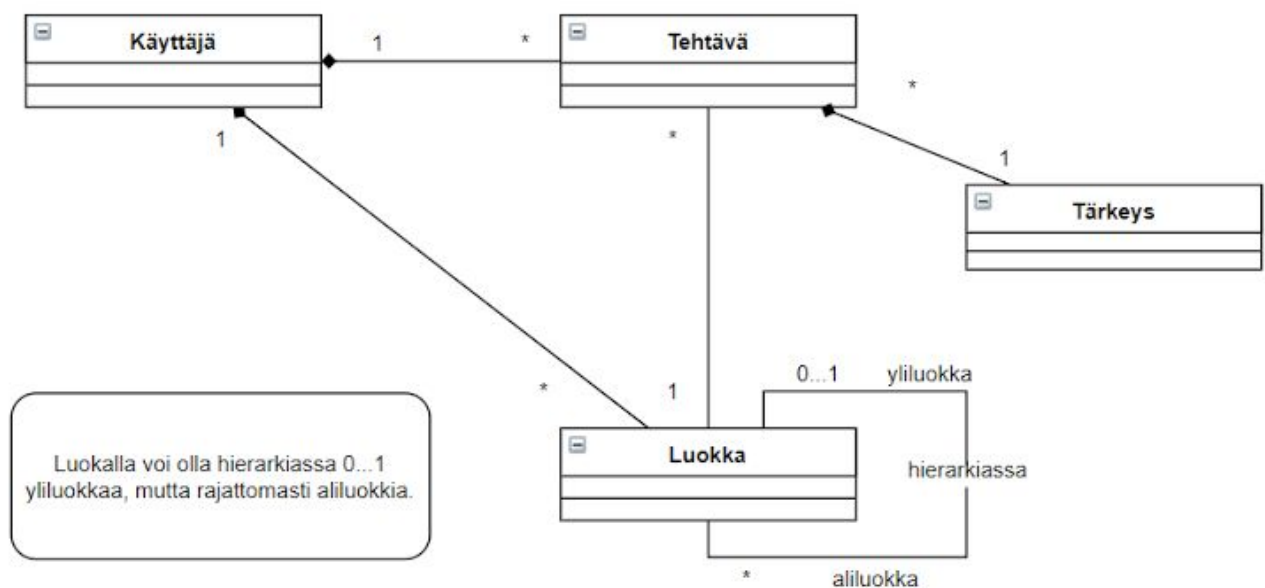 Käyttäjä
1
*
Tehtävä
1
*
*
1
Tärkeys
*
1
0...1
yliluokka
Luokka
hierarkiassa
*
aliluokka
Luokalla voi olla hierarkiassa 0...1
yliluokkaa, mutta rajattomasti aliluokkia.